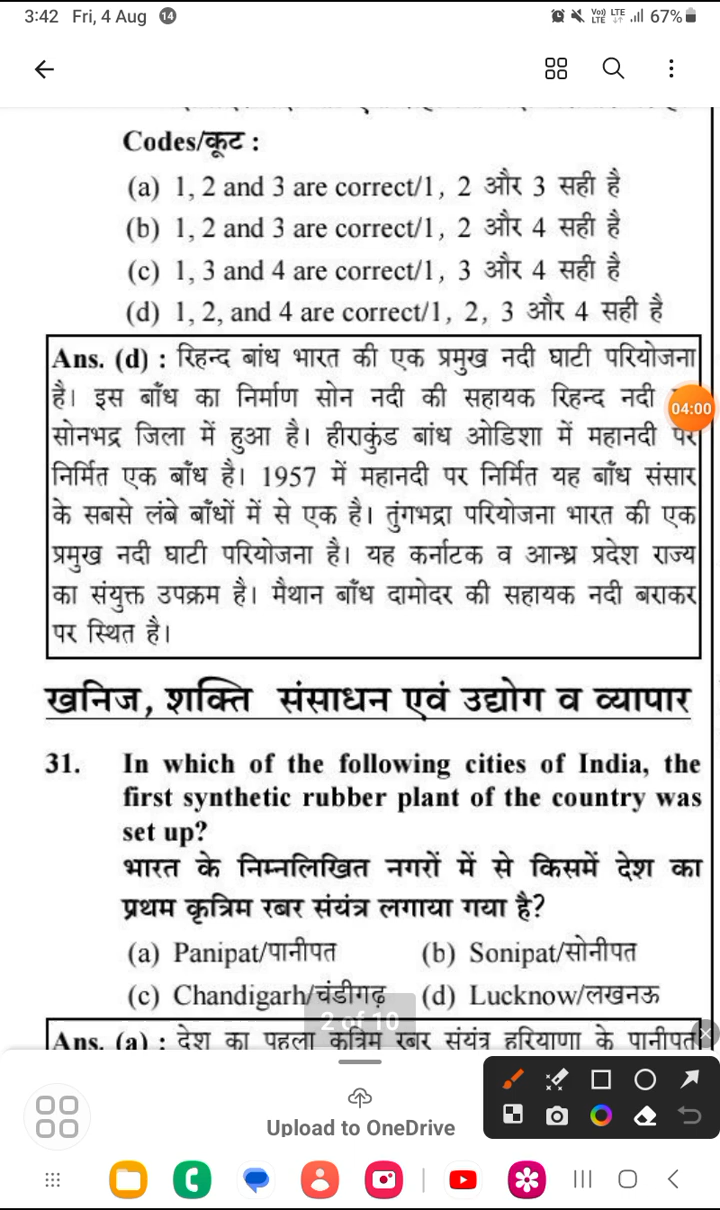 3:42 Fri, 4 Aug 14
67%
Codes/कूट :
(a) 1, 2 and 3 are correct/1, 2 और 3 सही है
(b) 1, 2 and 3 are correct/1, 2 और 4 सही है
(c) 1, 3 and 4 are correct/1, 3 और 4 सही है
(d) 1, 2, and 4 are correct/1, 2, 3 और 4 सही है
Ans. (d) : रिहन्द बांध भारत की एक प्रमुख नदी घाटी परियोजना
है। इस बाँध का निर्माण सोन नदी की सहायक रिहन्द नदी
04:00
सोनभद्र जिला में हुआ है। हीराकुंड बांध ओडिशा में महानदी पर
निर्मित एक बाँध है। 1957 में महानदी पर निर्मित यह बाँध संसार
के सबसे लंबे बाँधों में से एक है। तुंगभद्रा परियोजना भारत की एक
प्रमुख नदी घाटी परियोजना है। यह कर्नाटक व आन्ध्र प्रदेश राज्य
का संयुक्त उपक्रम है। मैथान बाँध दामोदर की सहायक नदी बराकर
पर स्थित है।
खनिज, शक्ति संसाधन एवं उद्योग व व्यापार
31. In which of the following cities of India, the
first synthetic rubber plant of the country was
set up?
भारत के निम्नलिखित नगरों में से किसमें देश का
प्रथम कृत्रिम रबर संयंत्र लगाया गया है?
(a) Panipat/पानीपत (b) Sonipat/सोनीपत
(c) Chandigarh/चंडीगढ़ (d) Lucknow/लखनऊ
2 of 10
Ans. (a) : देश का पहला कृत्रिम रबर संयंत्र हरियाणा के पानीपत
Upload to OneDrive